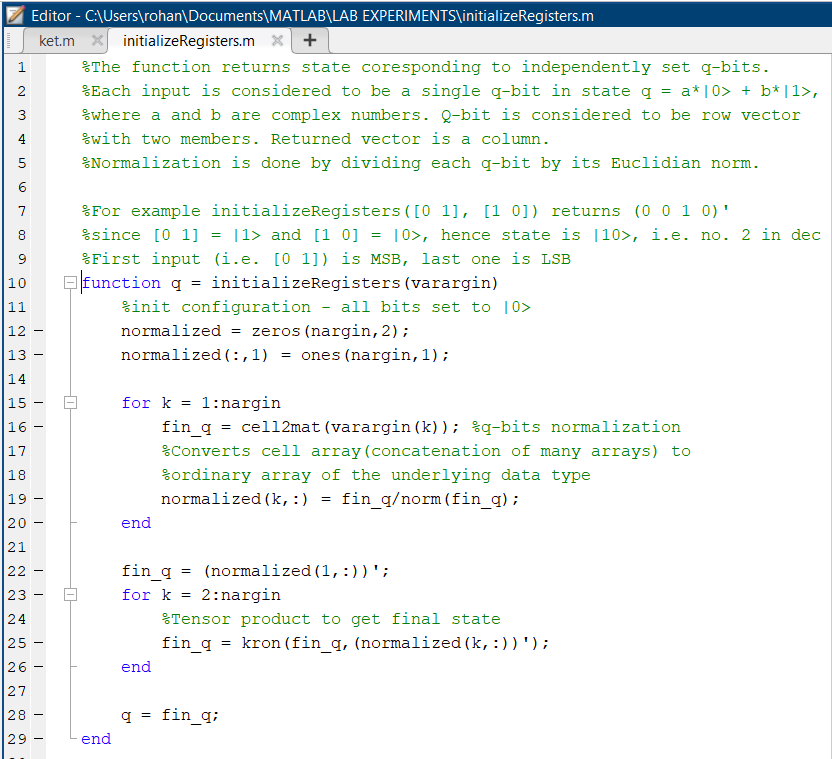 Editor - C:\Users\rohan\Documents\MATLAB\LAB EXPERIMENTS\initializeRegisters.m
ket.m initializeRegisters.m +
1 %The function returns state coresponding to independently set q-bits.
2 %Each input is considered to be a single q-bit in state q = a*|0> + b*|1>,
3 %where a and b are complex numbers. Q-bit is considered to be row vector
4 %with two members. Returned vector is a column.
5 %Normalization is done by dividing each q-bit by its Euclidian norm.
6
7 %For example initializeRegisters([0 1], [1 0]) returns (0 0 1 0)'
8 %since [0 1] = |1> and [1 0] = |0>, hence state is |10>, i.e. no. 2 in dec
9 %First input (i.e. [0 1]) is MSB, last one is LSB
10 function q = initializeRegisters(varargin)
11 %init configuration - all bits set to |0>
12 — normalized = zeros(nargin,2);
13 — normalized(:,1) = ones(nargin,1);
14
15 — for k = 1:nargin
16 — fin_q = cell2mat(varargin(k)); %q-bits normalization
17 %Converts cell array(concatenation of many arrays) to
18 %ordinary array of the underlying data type
19 — normalized(k,:) = fin_q/norm(fin_q);
20 — end
21
22 — fin_q = (normalized(1,:))';
23 — for k = 2:nargin
24 %Tensor product to get final state
25 — fin_q = kron(fin_q,(normalized(k,:))');
26 — end
27
28 — q = fin_q;
29 — end